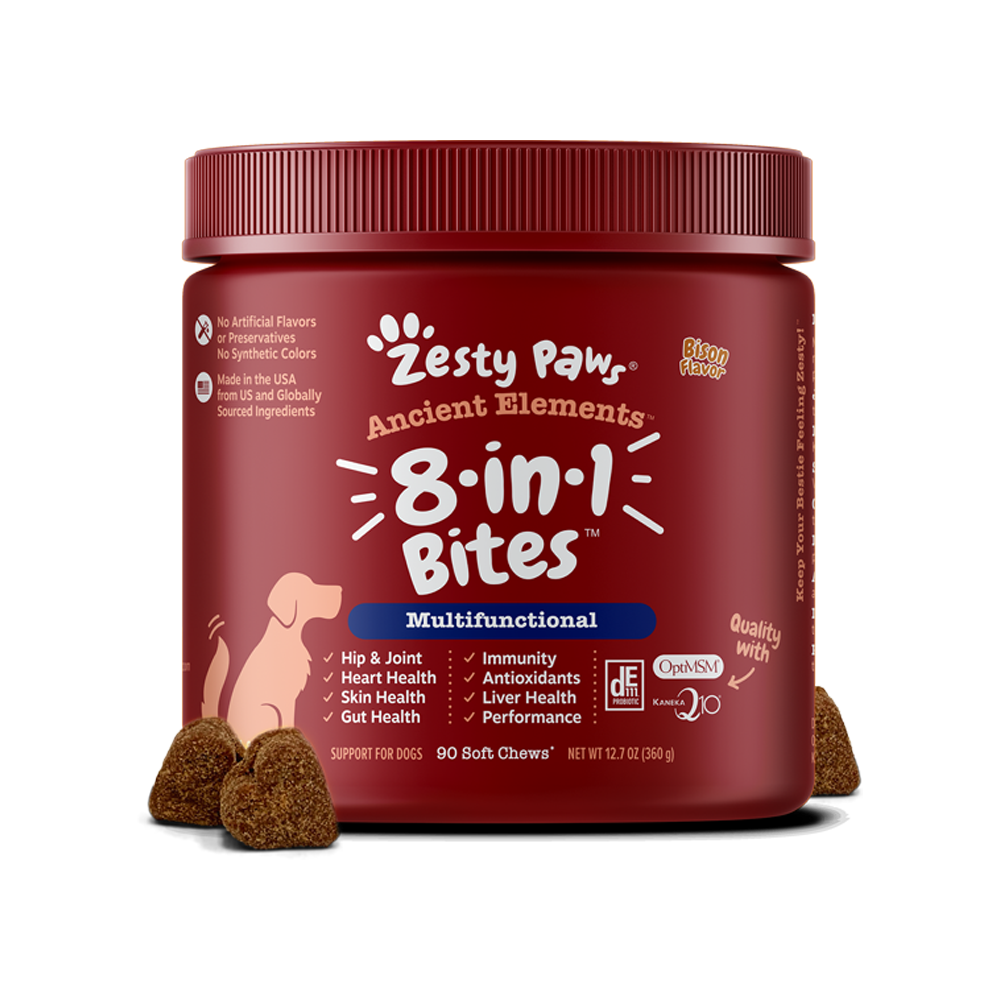 No Artificial Flavors
or Preservatives
No Synthetic Colors
Made in the USA
from US and Globally
Sourced Ingredients
Zesty Paws®
Ancient Elements™
8·in·1
Bites™
Bison
Flavor
Multifunctional
✓ Hip & Joint
✓ Heart Health
✓ Skin Health
✓ Gut Health
✓ Immunity
✓ Antioxidants
✓ Liver Health
✓ Performance
dEm
PROBIOTIC
Quality
with
OptiMSM®
KANEKA Q10®
SUPPORT FOR DOGS 90 Soft Chews* NET WT 12.7 OZ (360 g)
Keep Your Bestie Feeling Zesty!